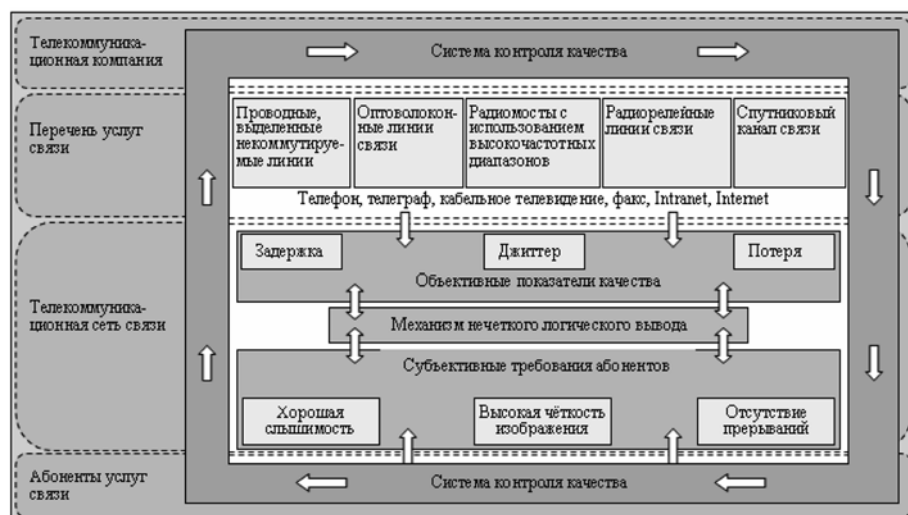 Телекоммуника-
ционная компания
Система контроля качества
Перечень услуг
связи
Проводные,
выделенные
некоммутируе-
мые линии
Оптоволокон-
ные линии
связи
Радиомосты с
использованием
высокочастотных
диапазонов
Радиорелейные
линии связи
Спутниковый
канал связи
Телефон, телеграф, кабельное телевидение, факс, Intranet, Internet
Телекоммуника-
ционная сеть связи
Задержка
Джиттер
Потеря
Объективные показатели качества
Механизм нечеткого логического вывода
Субъективные требования абонентов
Хорошая
слышимость
Высокая чёткость
изображения
Отсутствие
прерываний
Абоненты услуг
связи
Система контроля качества